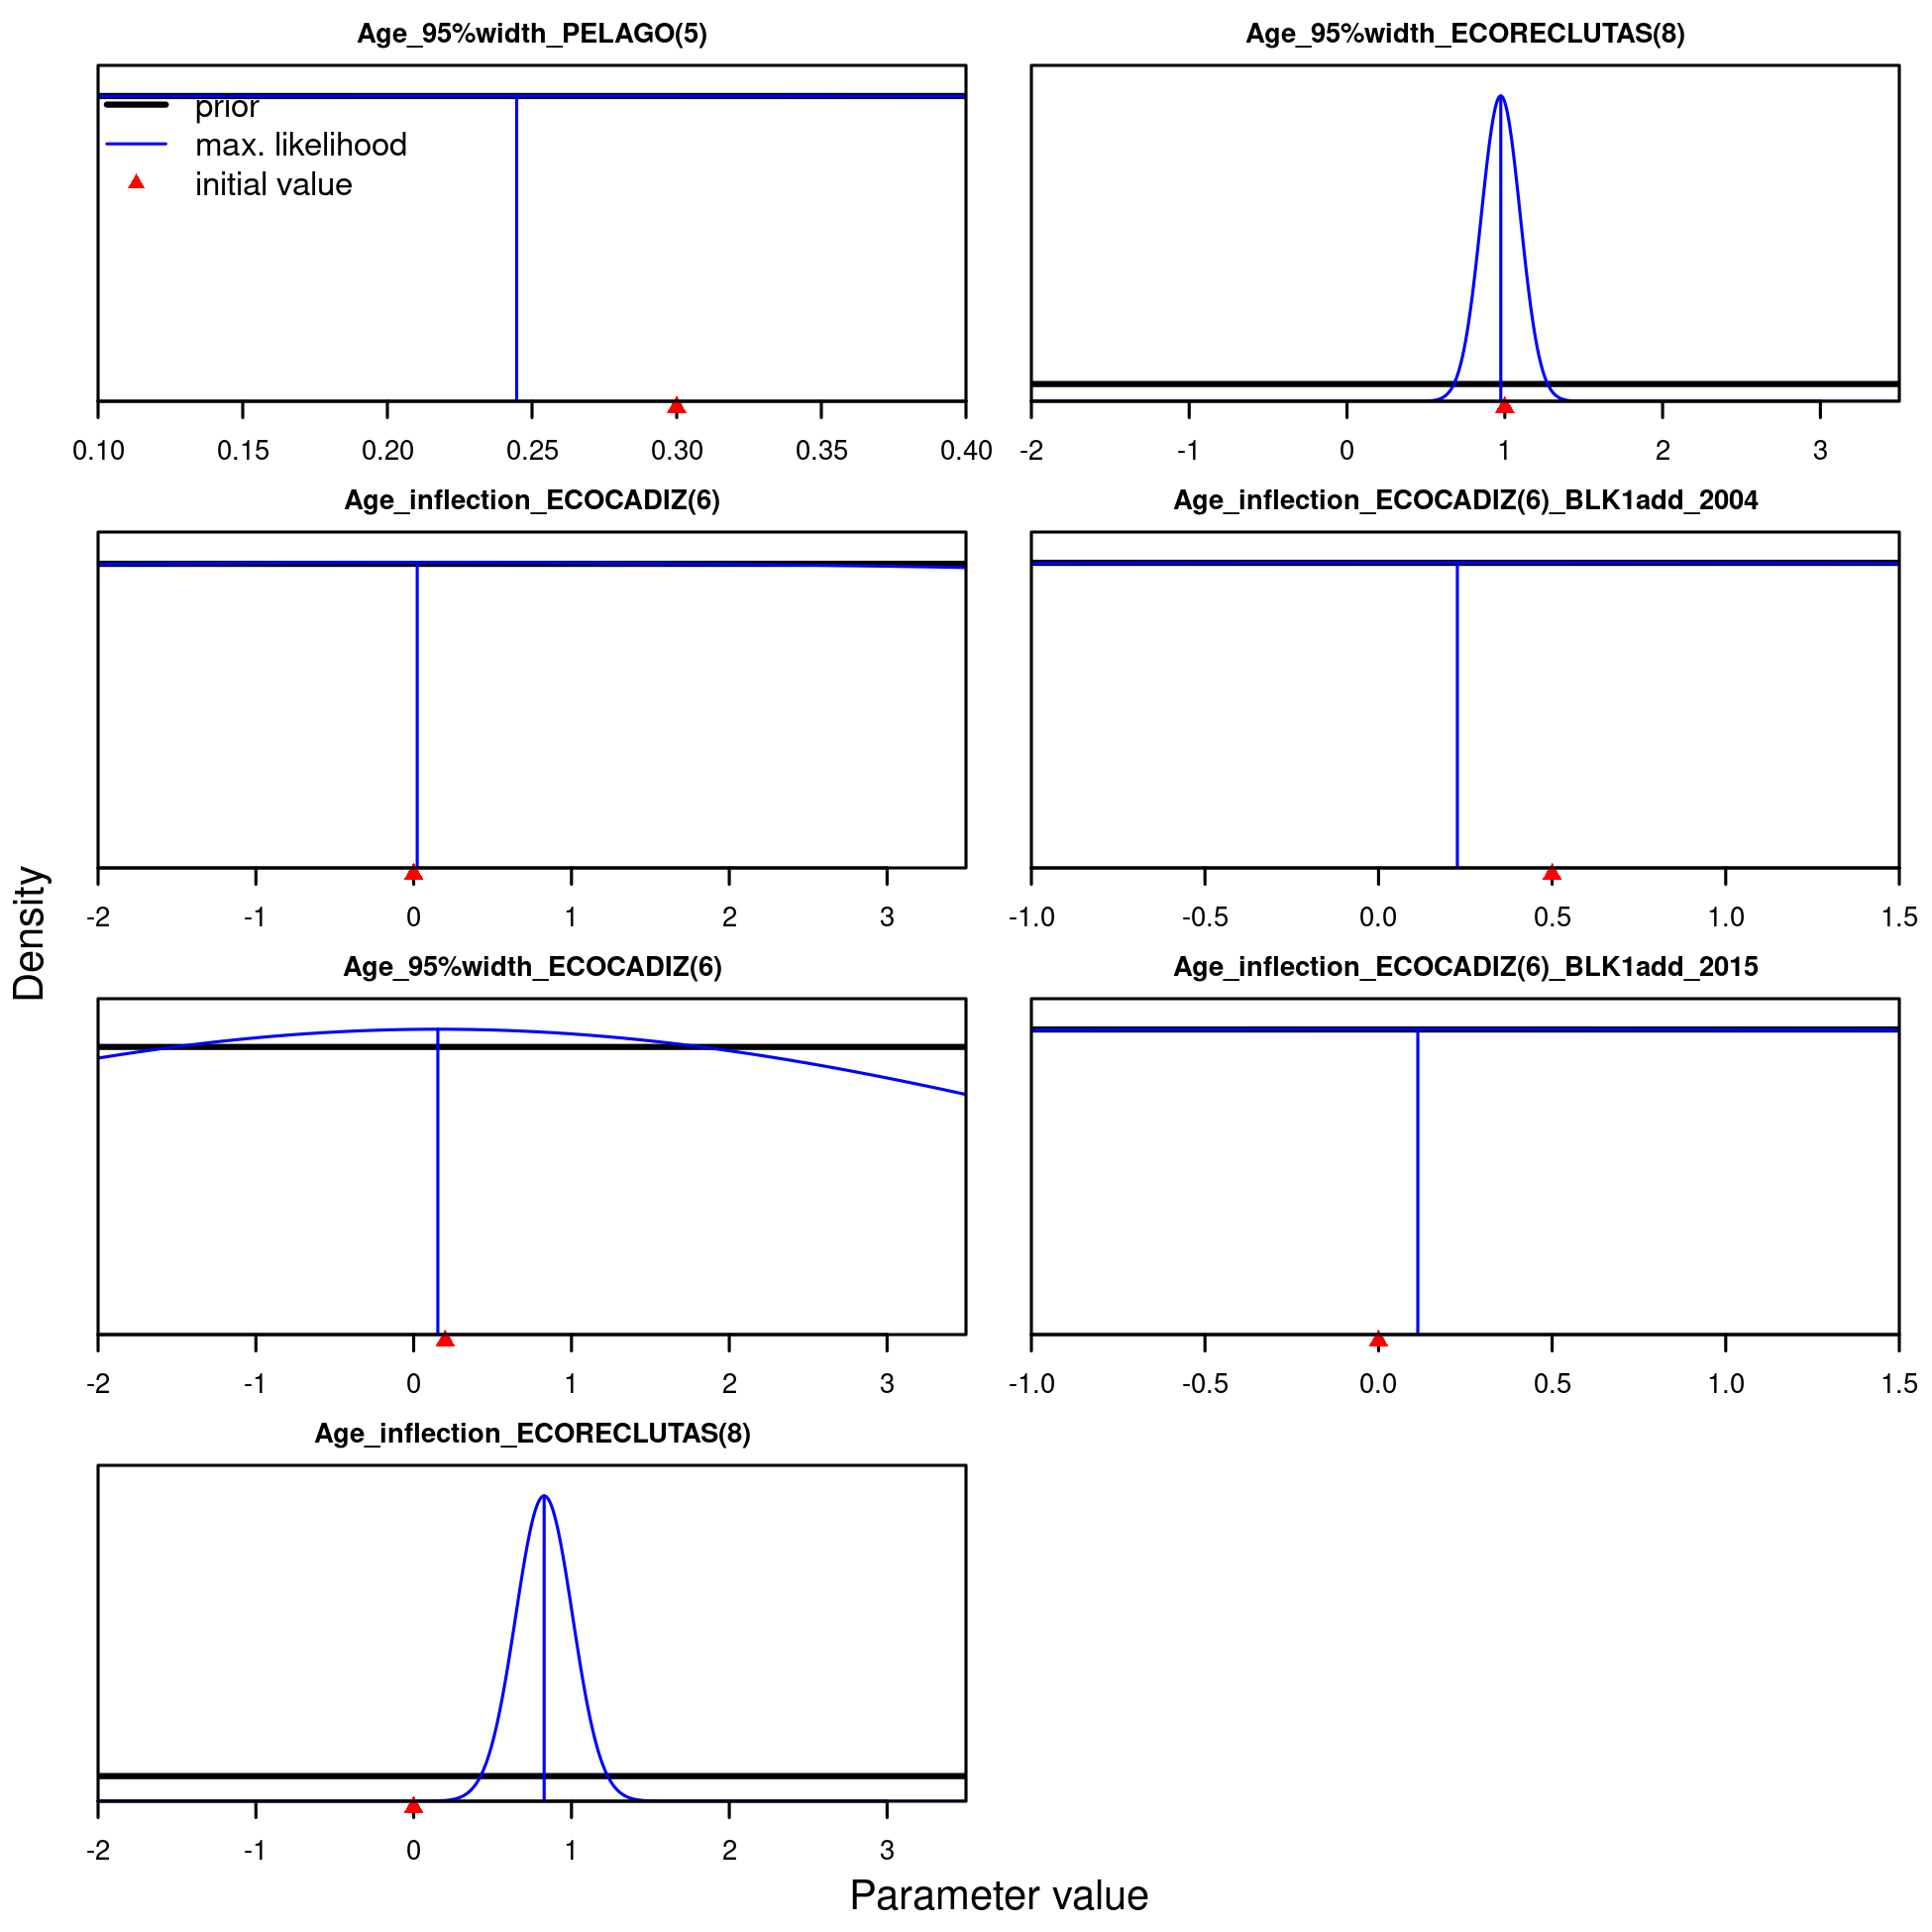 Age_95%width_PELAGO(5)
prior
max. likelihood
initial value
0.10 0.15 0.20 0.25 0.30 0.35 0.40
Age_95%width_ECORECLUTAS(8)
-2 -1 0 1 2 3
Age_inflection_ECOCADIZ(6)
-2 -1 0 1 2 3
Age_inflection_ECOCADIZ(6)_BLK1add_2004
-1.0 -0.5 0.0 0.5 1.0 1.5
Age_95%width_ECOCADIZ(6)
-2 -1 0 1 2 3
Age_inflection_ECOCADIZ(6)_BLK1add_2015
-1.0 -0.5 0.0 0.5 1.0 1.5
Age_inflection_ECORECLUTAS(8)
-2 -1 0 1 2 3
Density
Parameter value